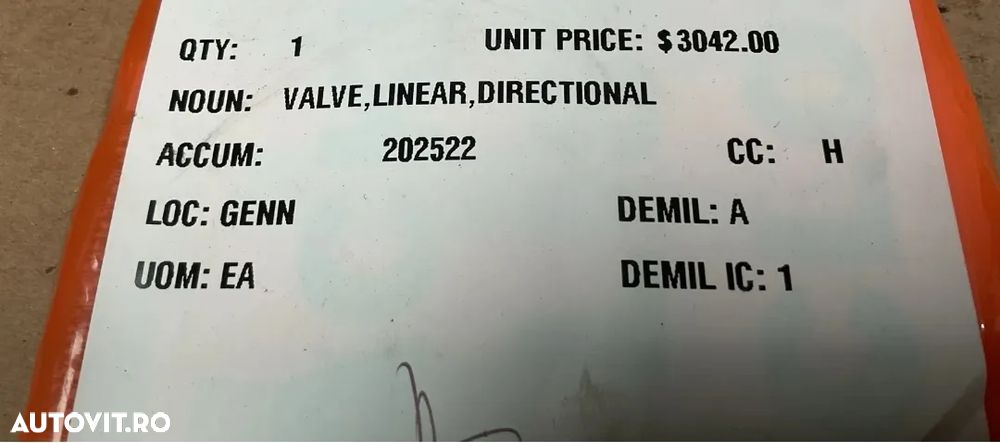 QTY: 1 UNIT PRICE: $3042.00
NOUN: VALVE,LINEAR,DIRECTIONAL
ACCUM: 202522 CC: H
LOC: GENN DEMIL: A
UOM: EA DEMIL IC: 1
AUTOVIT.RO